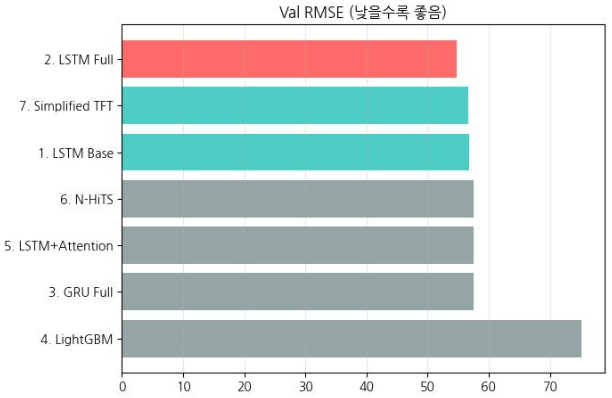 Val RMSE (낮을수록 좋음)
2. LSTM Full
7. Simplified TFT
1. LSTM Base
6. N-HiTS
5. LSTM+Attention
3. GRU Full
4. LightGBM
0 10 20 30 40 50 60 70